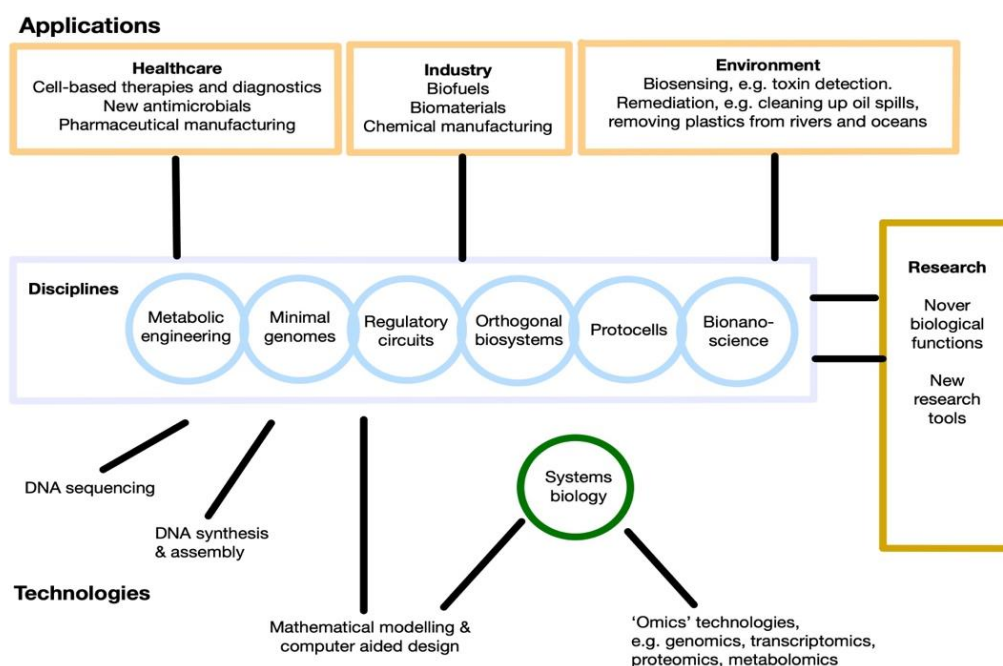 Applications
Healthcare
Cell-based therapies and diagnostics
New antimicrobials
Pharmaceutical manufacturing
Industry
Biofuels
Biomaterials
Chemical manufacturing
Environment
Biosensing, e.g. toxin detection.
Remediation, e.g. cleaning up oil spills,
removing plastics from rivers and oceans
Disciplines
Metabolic
engineering
Minimal
genomes
Regulatory
circuits
Orthogonal
biosystems
Protocells
Bionano-
science
Research
Nover
biological
functions
New
research
tools
DNA sequencing
DNA synthesis
& assembly
Systems
biology
Technologies
Mathematical modelling &
computer aided design
‘Omics’ technologies,
e.g. genomics, transcriptomics,
proteomics, metabolomics